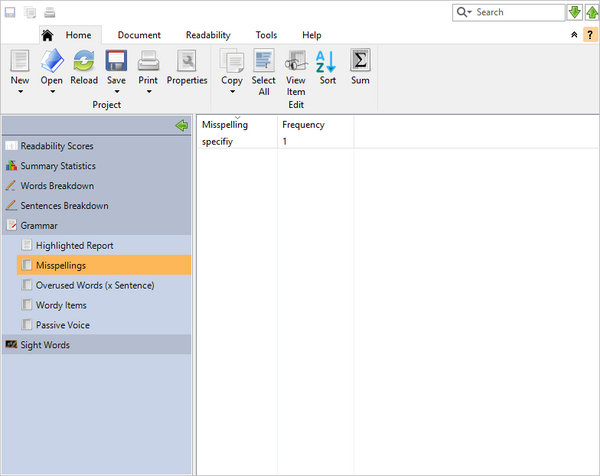 Search
Home Document Readability Tools Help ?
New Open Reload Save Print Properties Copy Select All View Item Sort Sum
Project Edit
Readability Scores
Summary Statistics
Words Breakdown
Sentences Breakdown
Grammar
Highlighted Report
Misspellings
Overused Words (x Sentence)
Wordy Items
Passive Voice
Sight Words
Misspelling Frequency
specifiy 1